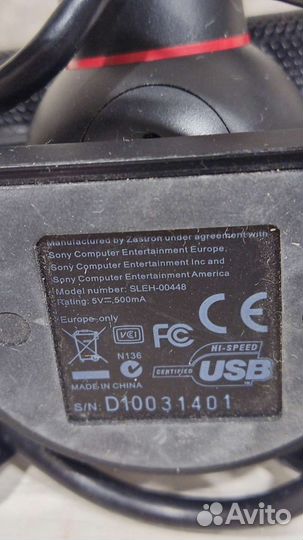 Manufactured by Zastron under agreement with
Sony Computer Entertainment Europe.
Sony Computer Entertainment Inc and
Sony Computer Entertainment America
Model number: SLEH-00448
Rating: 5V⎓500mA
Europe only
VCI
FC
CE
N136
MADE IN CHINA
HI-SPEED
CERTIFIED
USB
S/N: D10031401
Avito